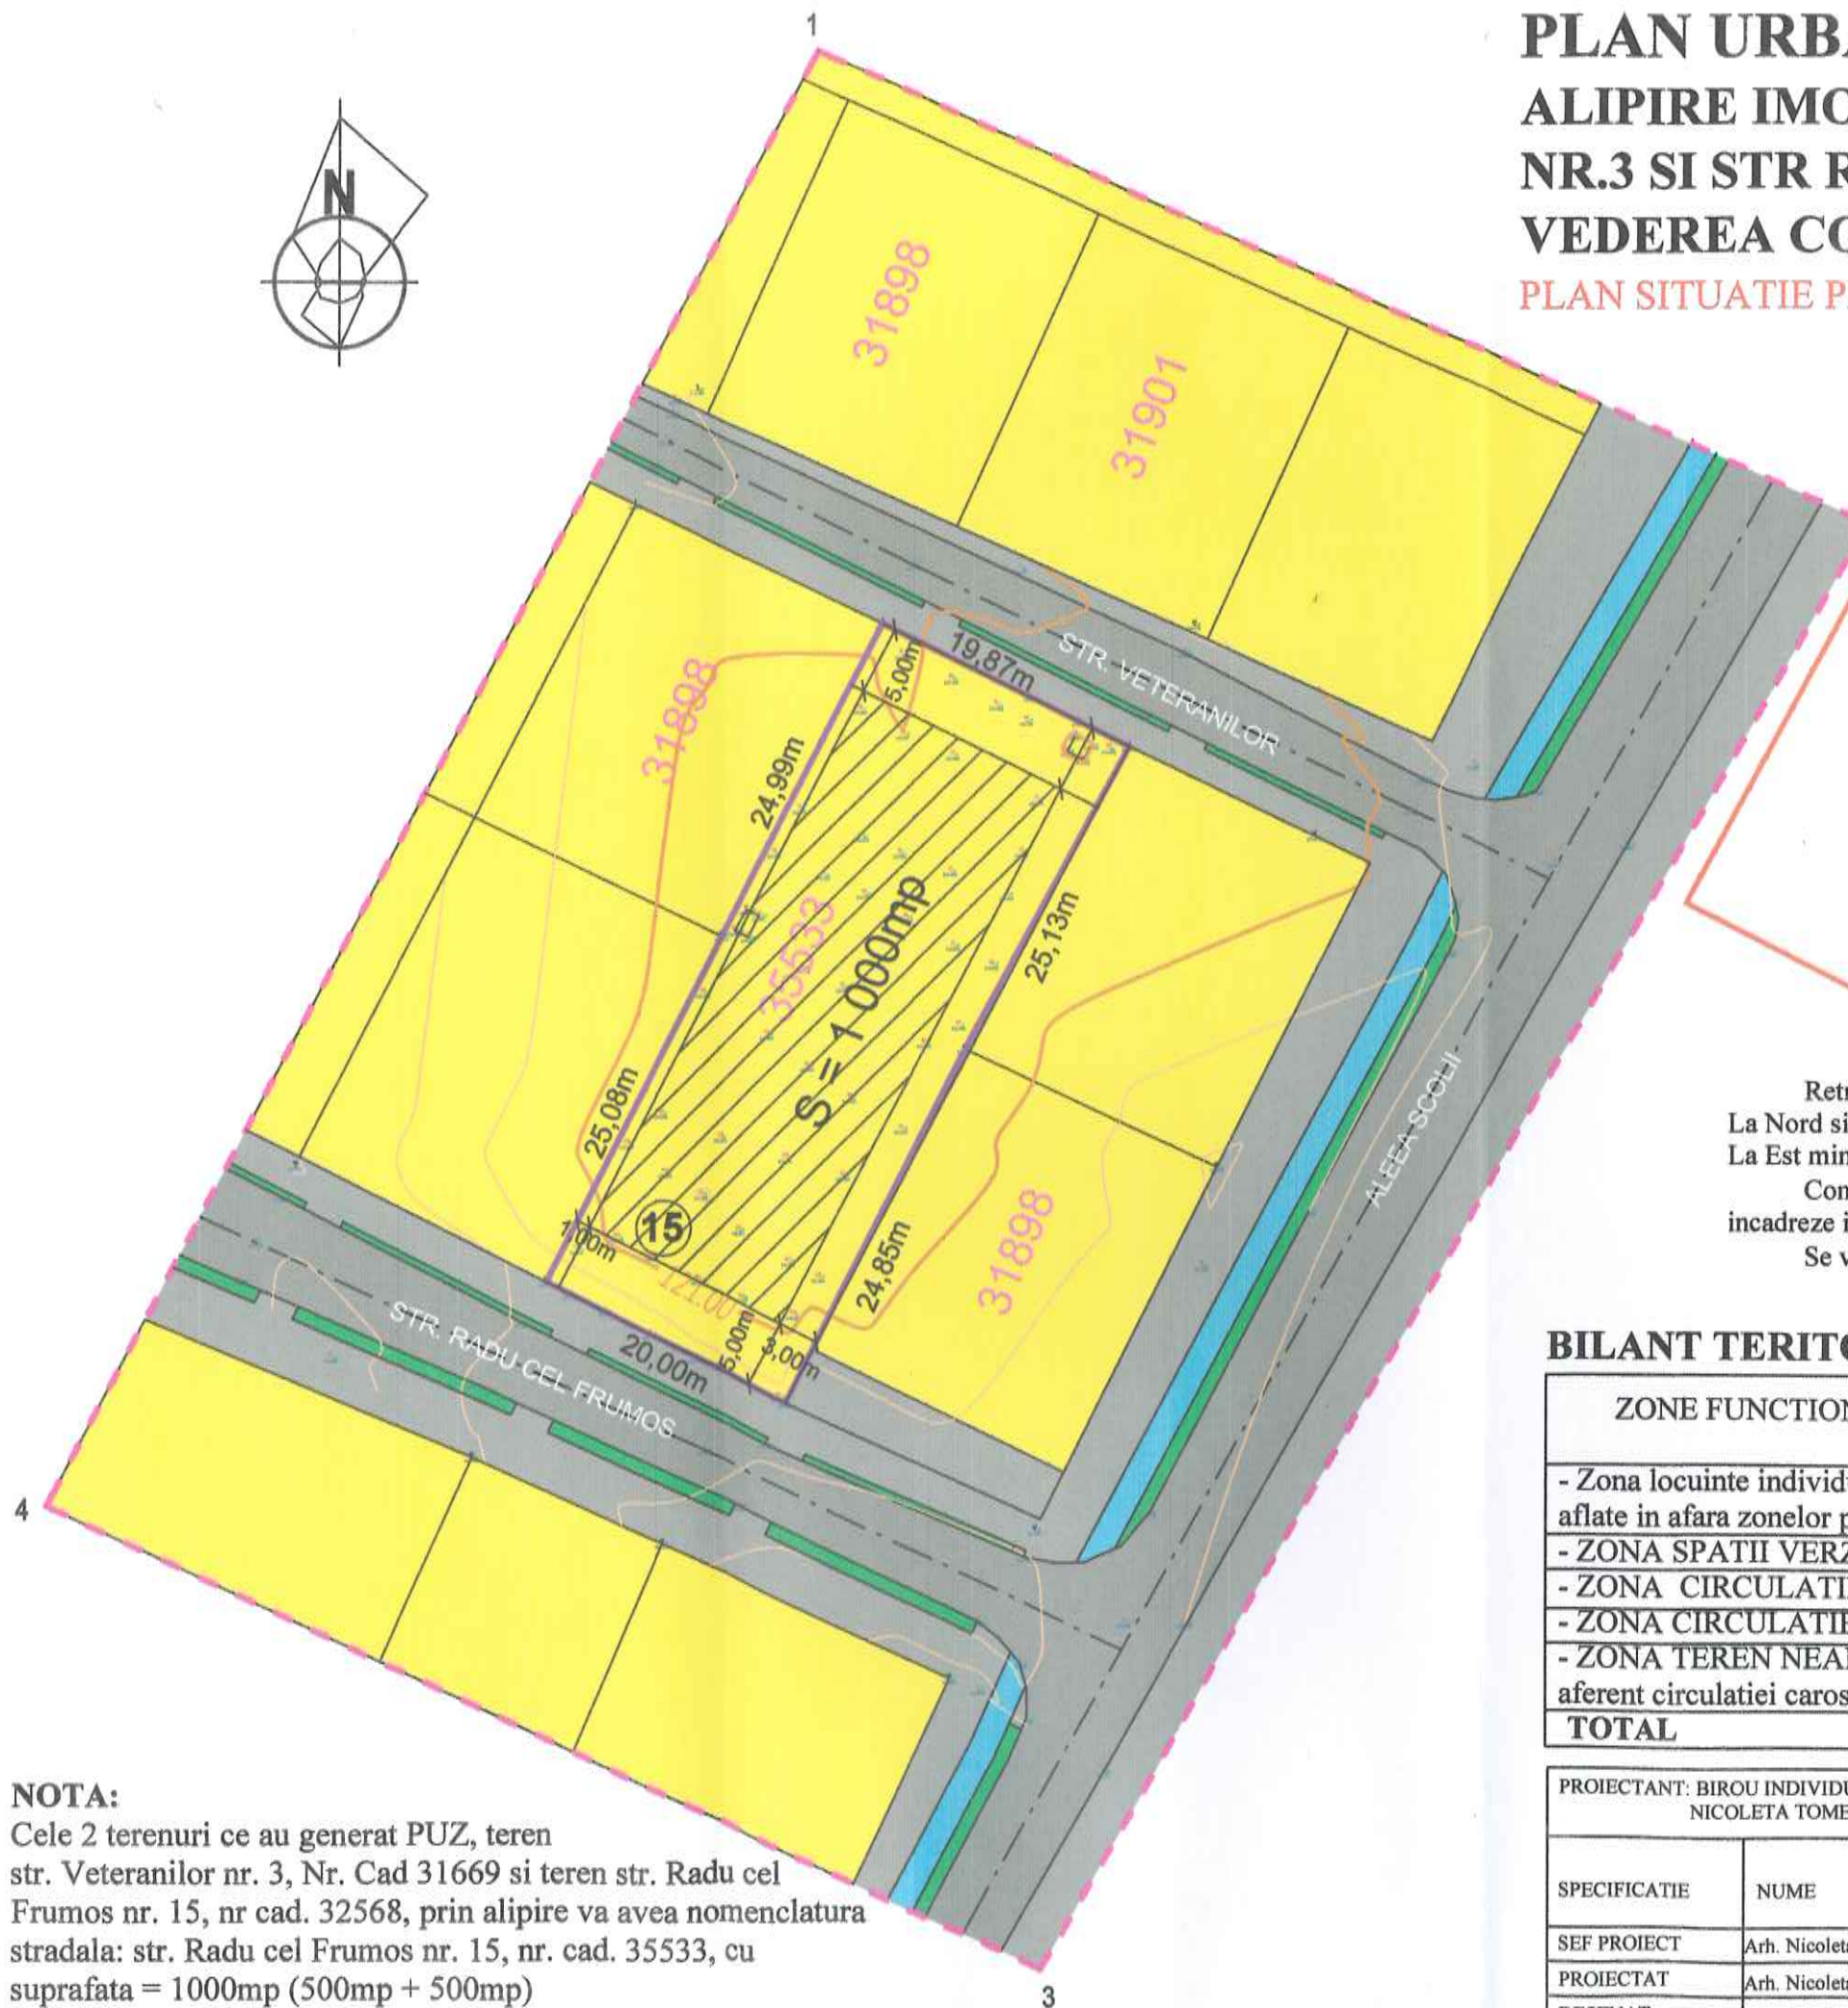 1
PLAN URB
ALIPIRE IMO
NR.3 SI STR R
VEDEREA CO
PLAN SITUATIE P
N
31898
31901
19,87m
5,00m
STR. VETERANILOR
31898
24,99m
35533
S = 1 000mp
25,13m
25,08m
ALEEA SCOLII
15
1,00m
24,85m
31898
121.00
5,00m
3,00m
20,00m
STR. RADU CEL FRUMOS
4
3
Retr
La Nord si
La Est min
Con
incadreze i
Se v
BILANT TERITO
ZONE FUNCTION
- Zona locuinte individ
aflate in afara zonelor p
- ZONA SPATII VERZ
- ZONA CIRCULATI
- ZONA CIRCULATIE
- ZONA TEREN NEA
aferent circulatiei caros
TOTAL
PROIECTANT: BIROU INDIVIDU
NICOLETA TOME
SPECIFICATIE NUME
SEF PROIECT Arh. Nicoleta
PROIECTAT Arh. Nicoleta
NOTA:
Cele 2 terenuri ce au generat PUZ, teren
str. Veteranilor nr. 3, Nr. Cad 31669 si teren str. Radu cel
Frumos nr. 15, nr cad. 32568, prin alipire va avea nomenclatura
stradala: str. Radu cel Frumos nr. 15, nr. cad. 35533, cu
suprafata = 1000mp (500mp + 500mp)